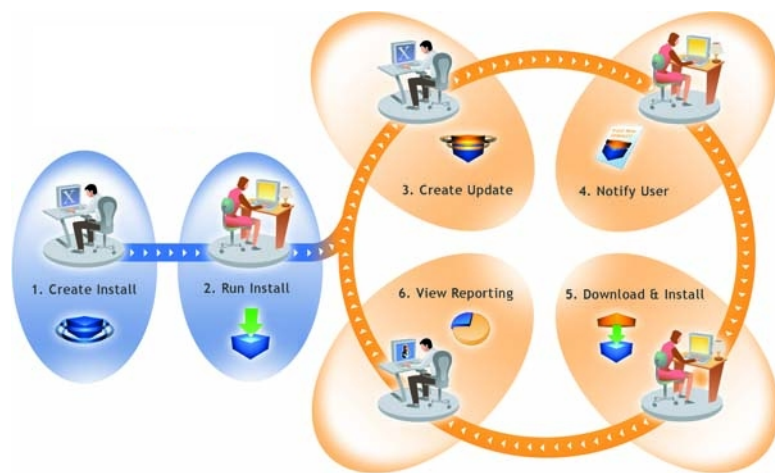 1. Create Install
2. Run Install
3. Create Update
4. Notify User
5. Download & Install
6. View Reporting
X
X